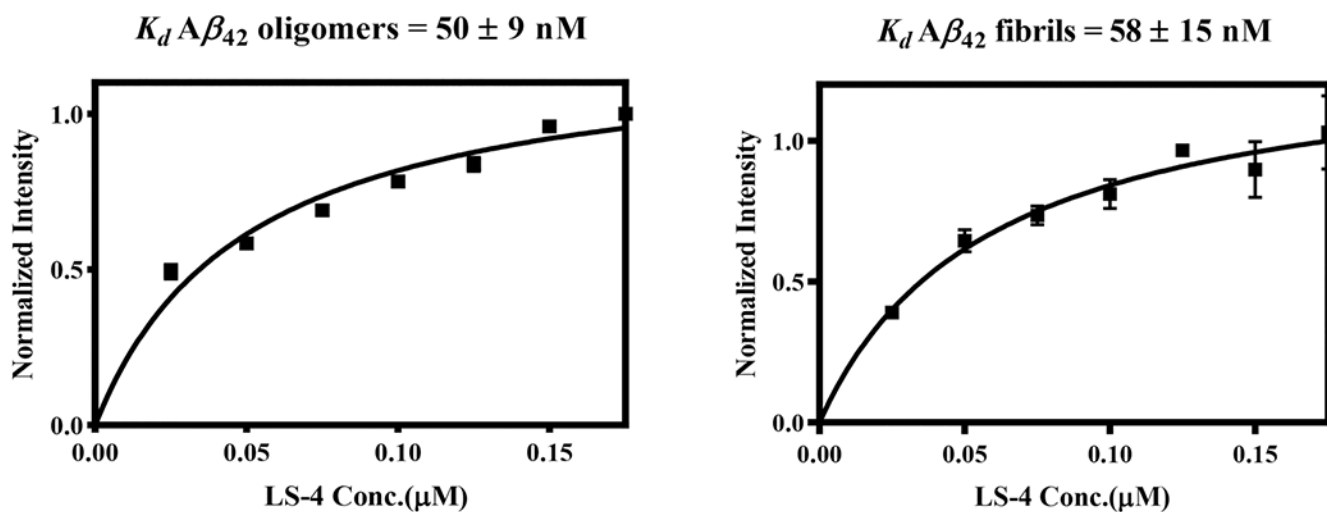 K_d Aβ₄₂ oligomers = 50 ± 9 nM
Normalized Intensity
1.0
0.5
0.0
0.00 0.05 0.10 0.15
LS-4 Conc.(μM)
K_d Aβ₄₂ fibrils = 58 ± 15 nM
Normalized Intensity
1.0
0.5
0.0
0.00 0.05 0.10 0.15
LS-4 Conc.(μM)